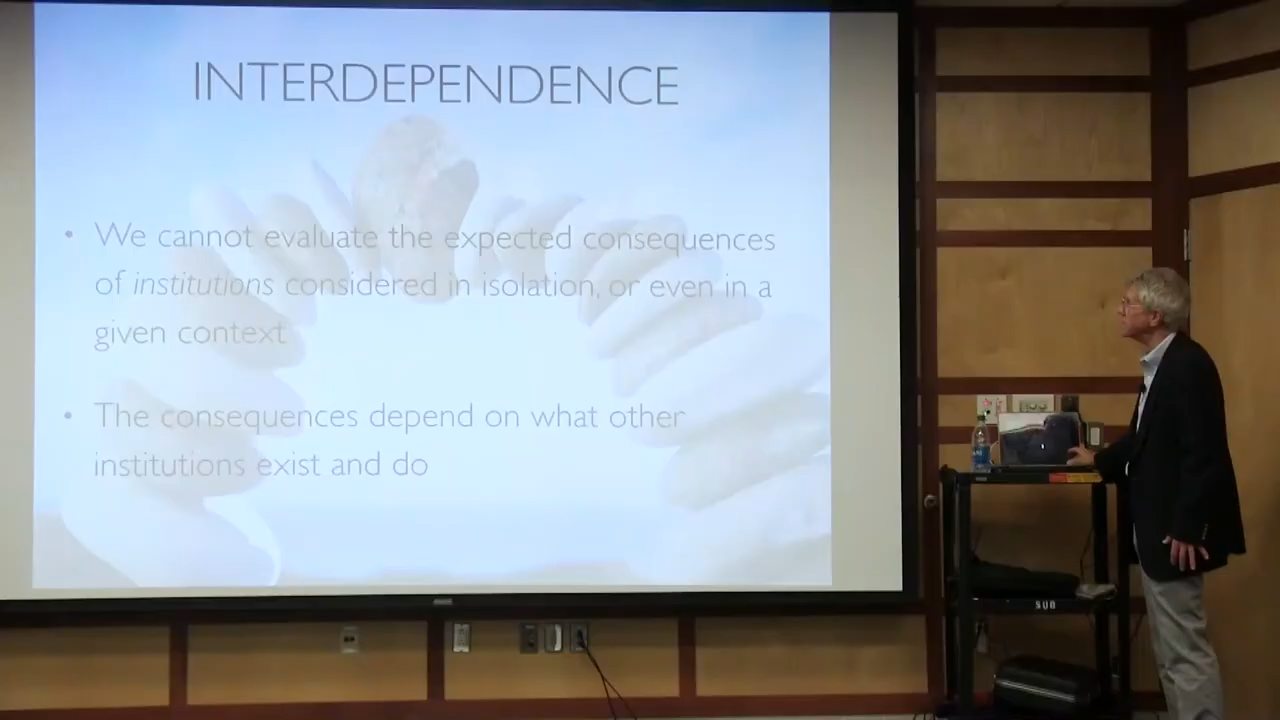 INTERDEPENDENCE
• We cannot evaluate the expected consequences
of institutions considered in isolation, or even in a
given context
• The consequences depend on what other
institutions exist and do
SUB